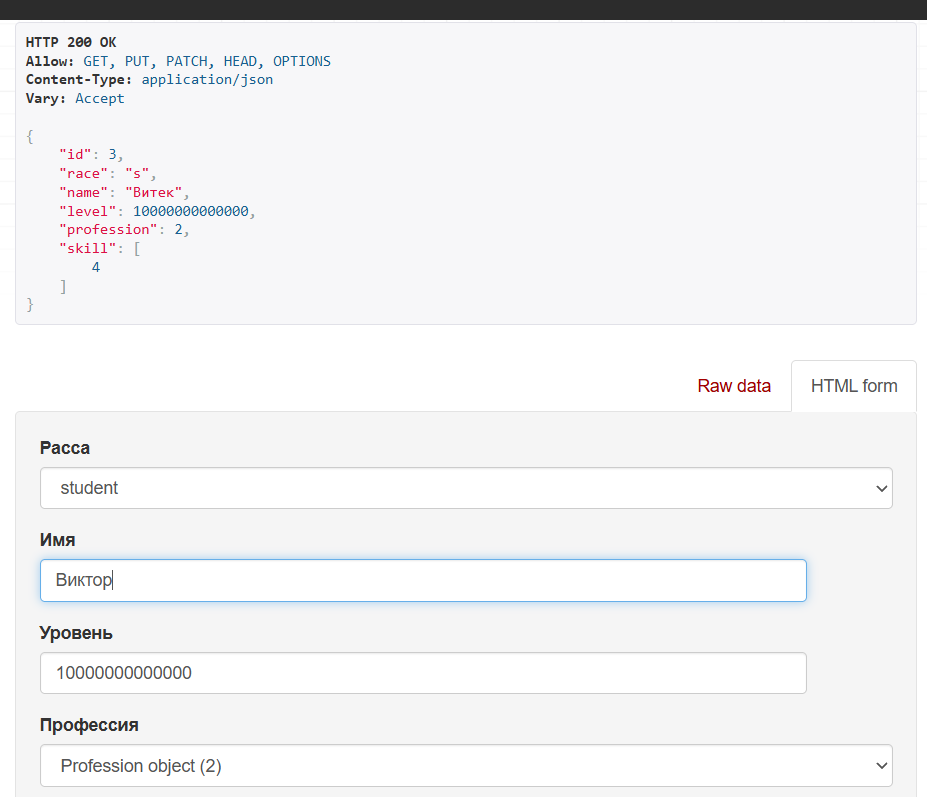 HTTP 200 OK
Allow: GET, PUT, PATCH, HEAD, OPTIONS
Content-Type: application/json
Vary: Accept
{
    "id": 3,
    "race": "s",
    "name": "Витек",
    "level": 10000000000000,
    "profession": 2,
    "skill": [
        4
    ]
}
Raw data
HTML form
Расса
student
Имя
Виктор
Уровень
10000000000000
Профессия
Profession object (2)